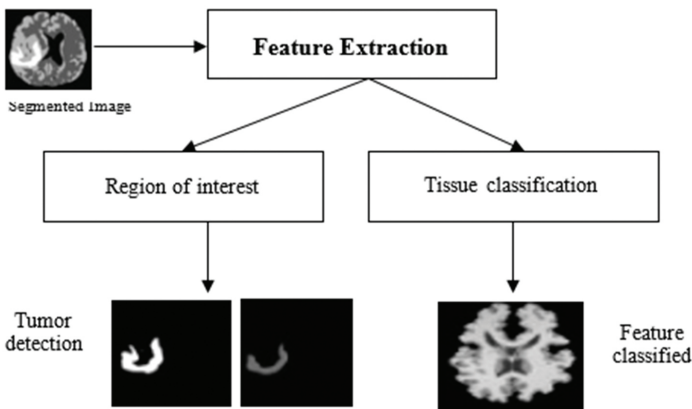 Feature Extraction
Segmented Image
Region of interest
Tissue classification
Tumor
detection
Feature
classified